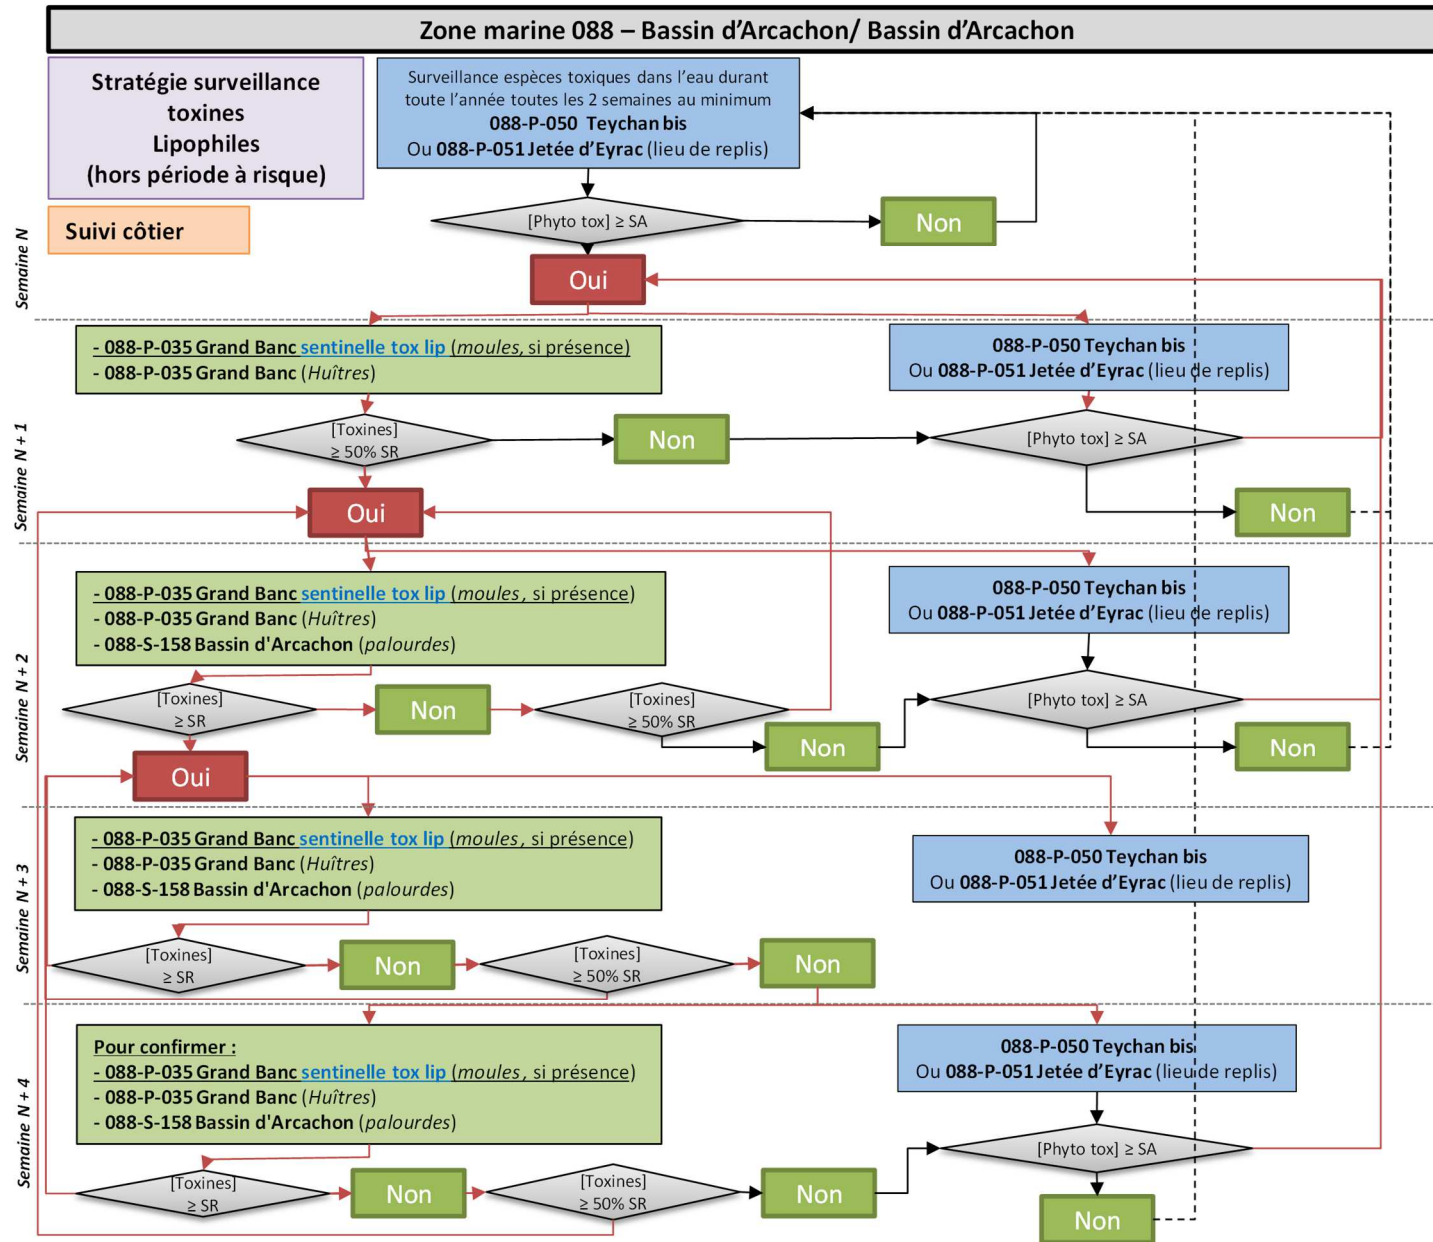 Zone marine 088 – Bassin d'Arcachon/ Bassin d'Arcachon
Stratégie surveillance
toxines
Lipophiles
(hors période à risque)
Suivi côtier
Surveillance espèces toxiques dans l'eau durant
toute l'année toutes les 2 semaines au minimum
088-P-050 Teychan bis
Ou 088-P-051 Jetée d'Eyrac (lieu de replis)
Semaine N
[Phyto tox] ≥ SA
Non
Oui
Semaine N + 1
- 088-P-035 Grand Banc sentinelle tox lip (moules, si présence)
- 088-P-035 Grand Banc (Huîtres)
088-P-050 Teychan bis
Ou 088-P-051 Jetée d'Eyrac (lieu de replis)
[Toxines]
≥ 50% SR
Non
[Phyto tox] ≥ SA
Oui
Non
Semaine N + 2
- 088-P-035 Grand Banc sentinelle tox lip (moules, si présence)
- 088-P-035 Grand Banc (Huîtres)
- 088-S-158 Bassin d'Arcachon (palourdes)
088-P-050 Teychan bis
Ou 088-P-051 Jetée d'Eyrac (lieu de replis)
[Toxines]
≥ SR
Non
[Toxines]
≥ 50% SR
[Phyto tox] ≥ SA
Non
Non
Oui
Semaine N + 3
- 088-P-035 Grand Banc sentinelle tox lip (moules, si présence)
- 088-P-035 Grand Banc (Huîtres)
- 088-S-158 Bassin d'Arcachon (palourdes)
088-P-050 Teychan bis
Ou 088-P-051 Jetée d'Eyrac (lieu de replis)
[Toxines]
≥ SR
Non
[Toxines]
≥ 50% SR
Non
Semaine N + 4
Pour confirmer :
- 088-P-035 Grand Banc sentinelle tox lip (moules, si présence)
- 088-P-035 Grand Banc (Huîtres)
- 088-S-158 Bassin d'Arcachon (palourdes)
088-P-050 Teychan bis
Ou 088-P-051 Jetée d'Eyrac (lieu de replis)
[Toxines]
≥ SR
Non
[Toxines]
≥ 50% SR
Non
[Phyto tox] ≥ SA
Non